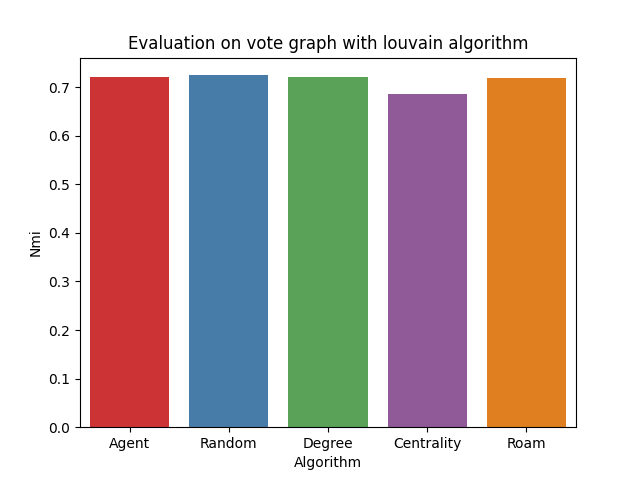 Evaluation on vote graph with louvain algorithm
0.7
0.6
0.5
0.4
0.3
0.2
0.1
0.0
Nmi
Agent Random Degree Centrality Roam
Algorithm